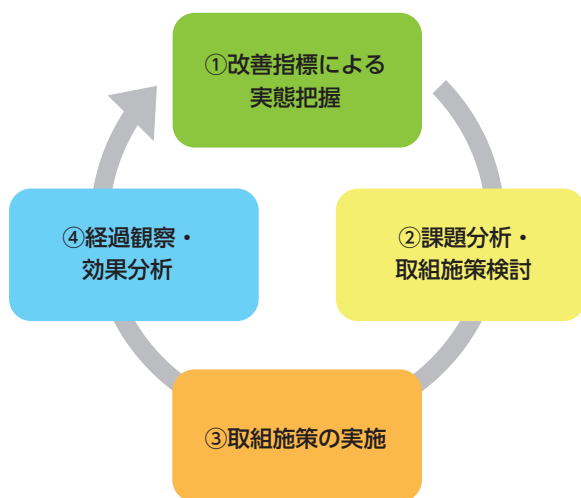 ①改善指標による
実態把握
②課題分析・
取組施策検討
③取組施策の実施
④経過観察・
効果分析